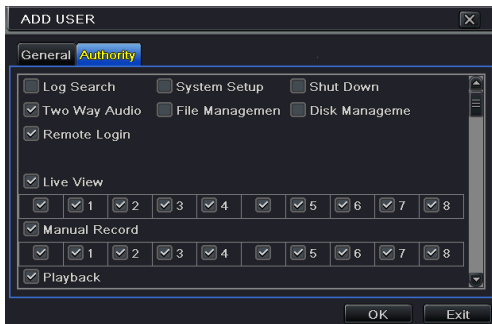 ADD USER
General Authority
Log Search System Setup Shut Down
Two Way Audio File Managemen Disk Manageme
Remote Login
Live View
1 2 3 4 5 6 7 8
Manual Record
1 2 3 4 5 6 7 8
Playback
OK Exit